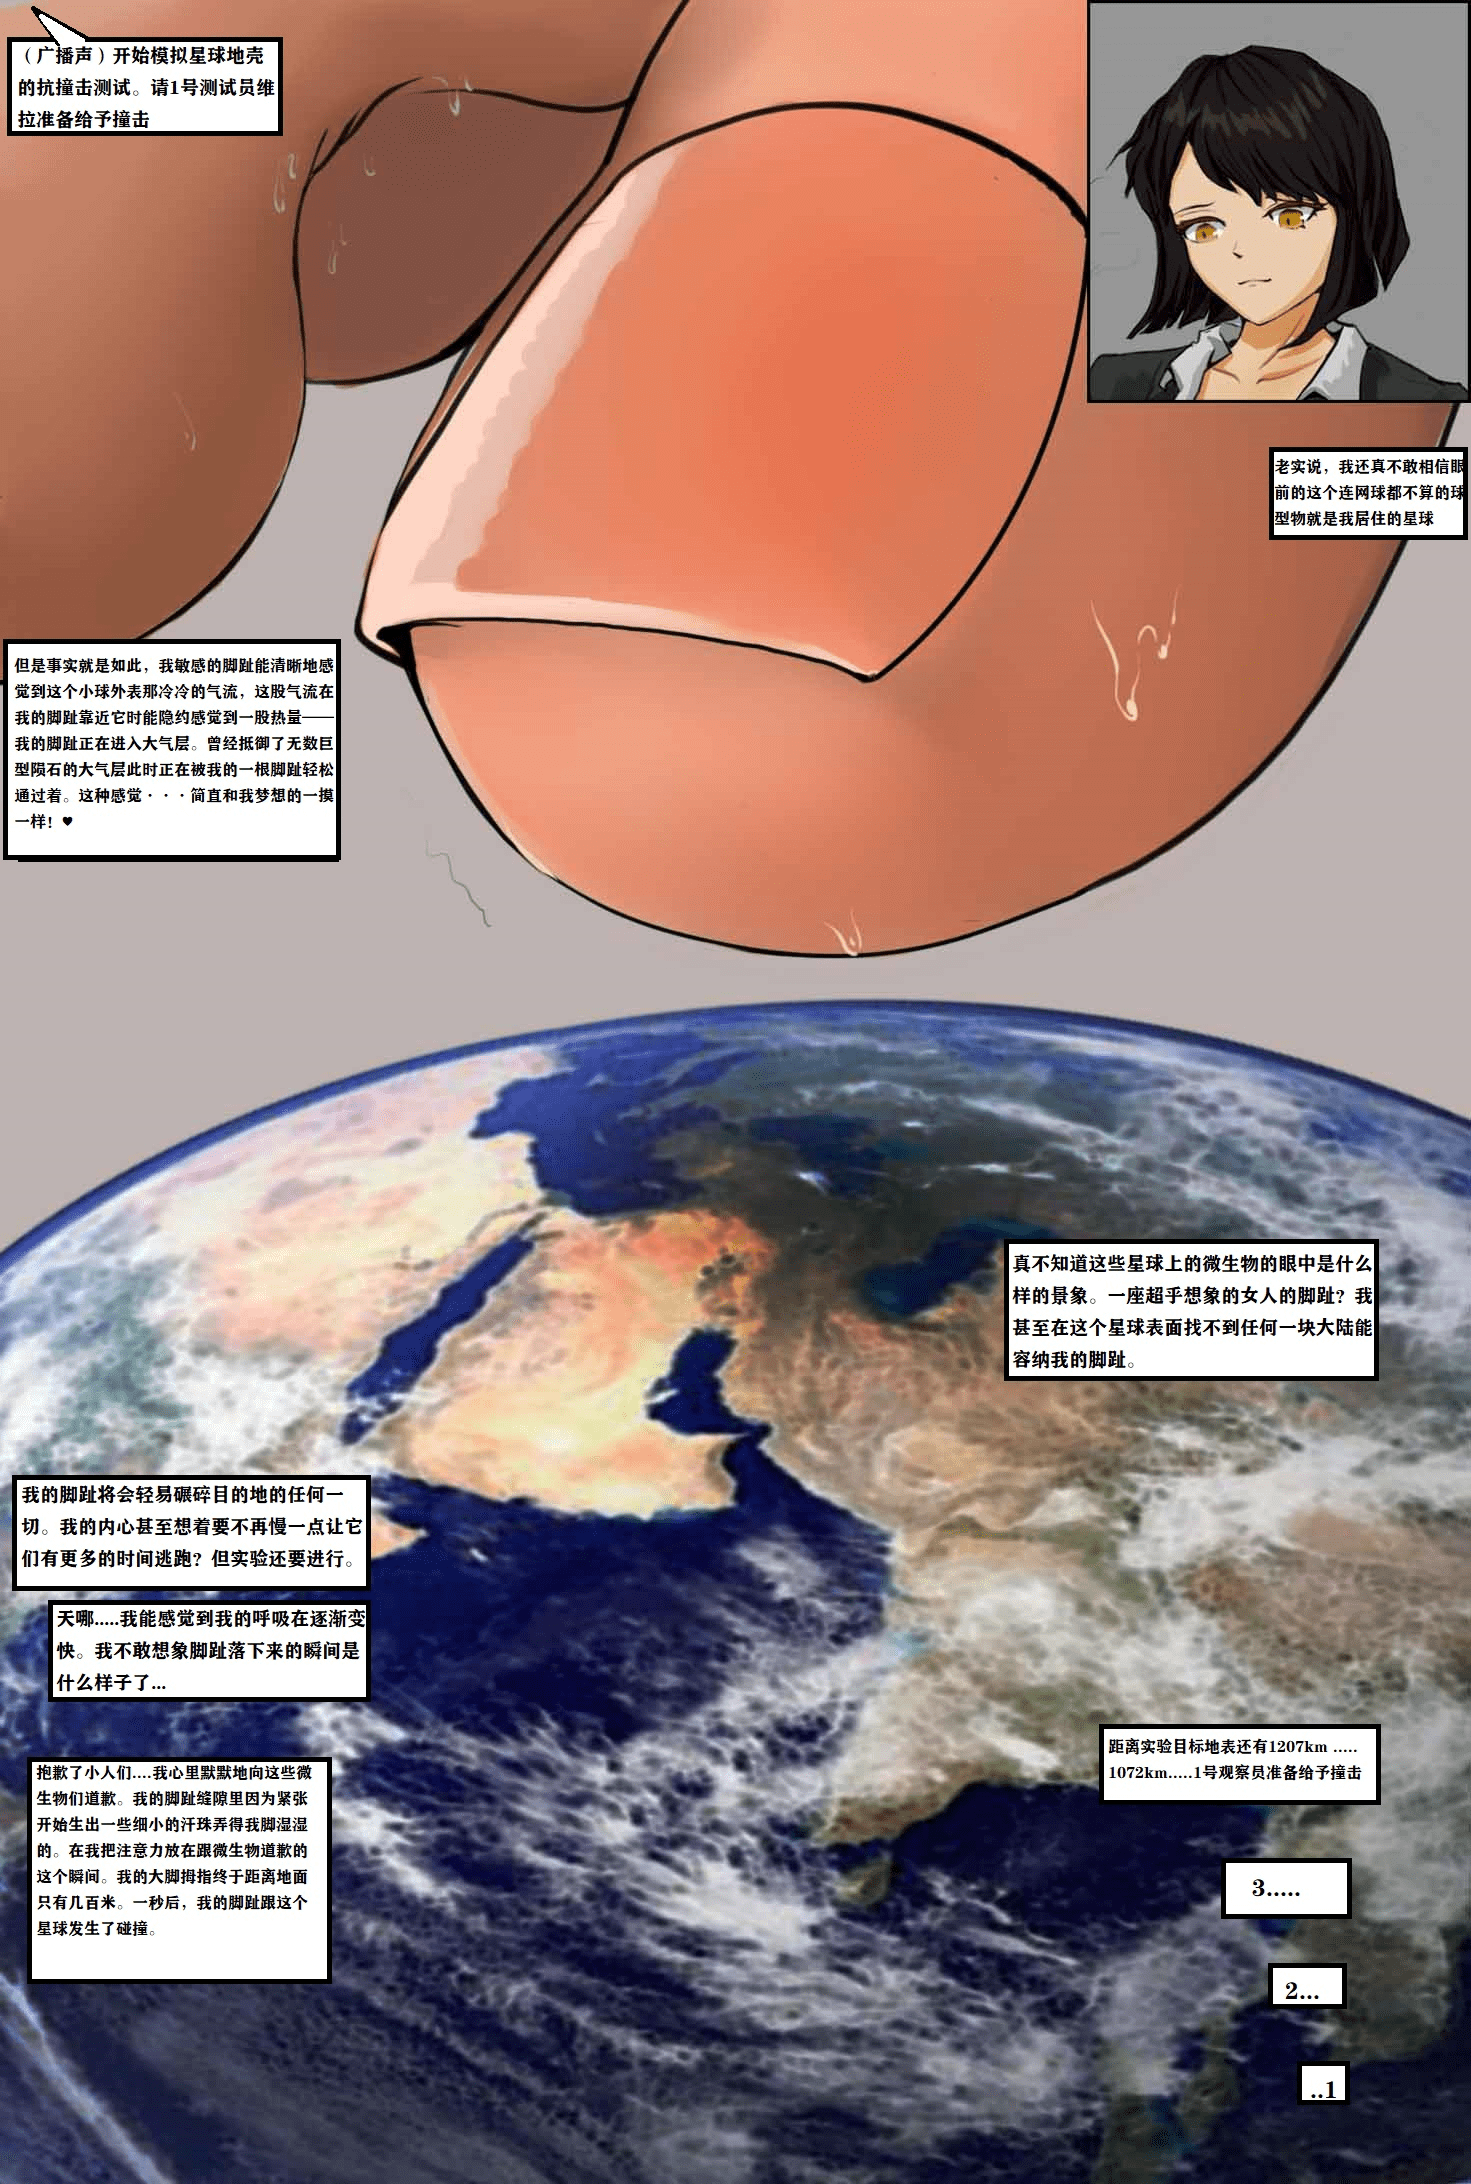 （广播声）开始模拟星球地壳
的抗撞击测试。请1号测试员维
拉准备给予撞击
老实说，我还真不敢相信眼
前的这个连网球都不算的球
型物就是我居住的星球
但是事实就是如此，我敏感的脚趾能清晰地感
觉到这个小球外表那冷冷的气流，这股气流在
我的脚趾靠近它时能隐约感觉到一股热量——
我的脚趾正在进入大气层。曾经抵御了无数巨
型陨石的大气层此时正在被我的一根脚趾轻松
通过着。这种感觉···简直和我梦想的一摸
一样！♥
真不知道这些星球上的微生物的眼中是什么
样的景象。一座超乎想象的女人的脚趾？我
甚至在这个星球表面找不到任何一块大陆能
容纳我的脚趾。
我的脚趾将会轻易碾碎目的地的任何一
切。我的内心甚至想着要不再慢一点让它
们有更多的时间逃跑？但实验还要进行。
天哪.....我能感觉到我的呼吸在逐渐变
快。我不敢想象脚趾落下来的瞬间是
什么样子了...
抱歉了小人们....我心里默默地向这些微
生物们道歉。我的脚趾缝隙里因为紧张
开始生出一些细小的汗珠弄得我脚湿湿
的。在我把注意力放在跟微生物道歉的
这个瞬间。我的大脚拇指终于距离地面
只有几百米。一秒后，我的脚趾跟这个
星球发生了碰撞。
距离实验目标地表还有1207km .....
1072km.....1号观察员准备给予撞击
3.....
2...
..1